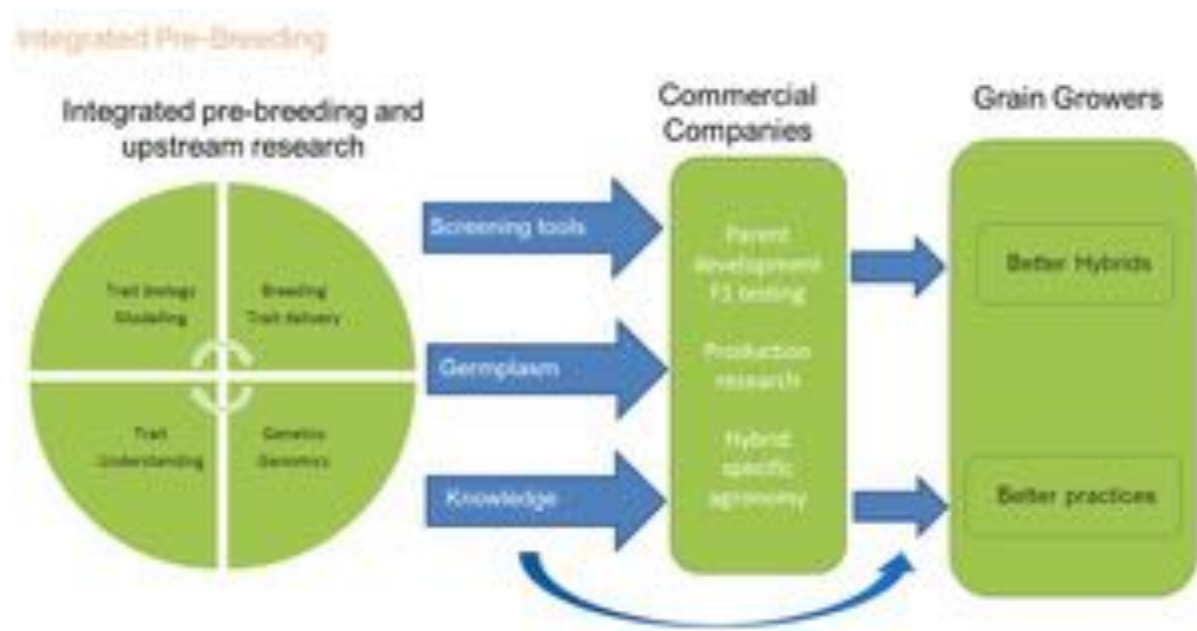 Integrated Pre-Breeding
Integrated pre-breeding and
upstream research
Trait biology
Modelling
Breeding
Trait delivery
Trait
Understanding
Genetics
Genomics
Screening tools
Germplasm
Knowledge
Commercial
Companies
Parent
development
F1 testing
Production
research
Hybrid
specific
agronomy
Grain Growers
Better Hybrids
Better practices